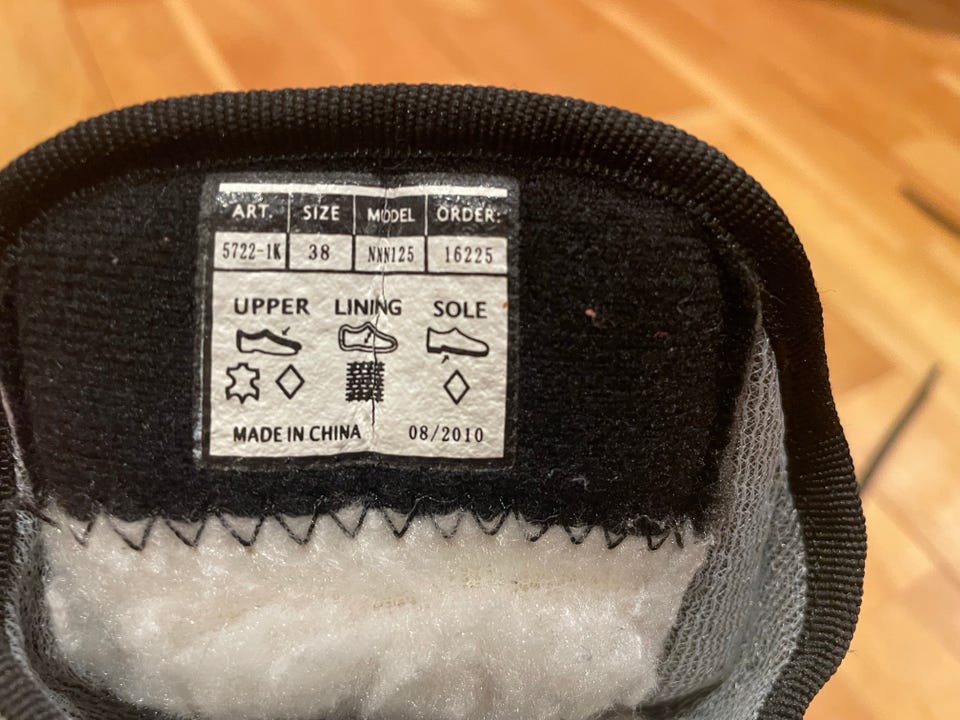 ART. SIZE MODEL ORDER:
5722-1K 38 NNN125 16225
UPPER LINING SOLE
MADE IN CHINA 08/2010